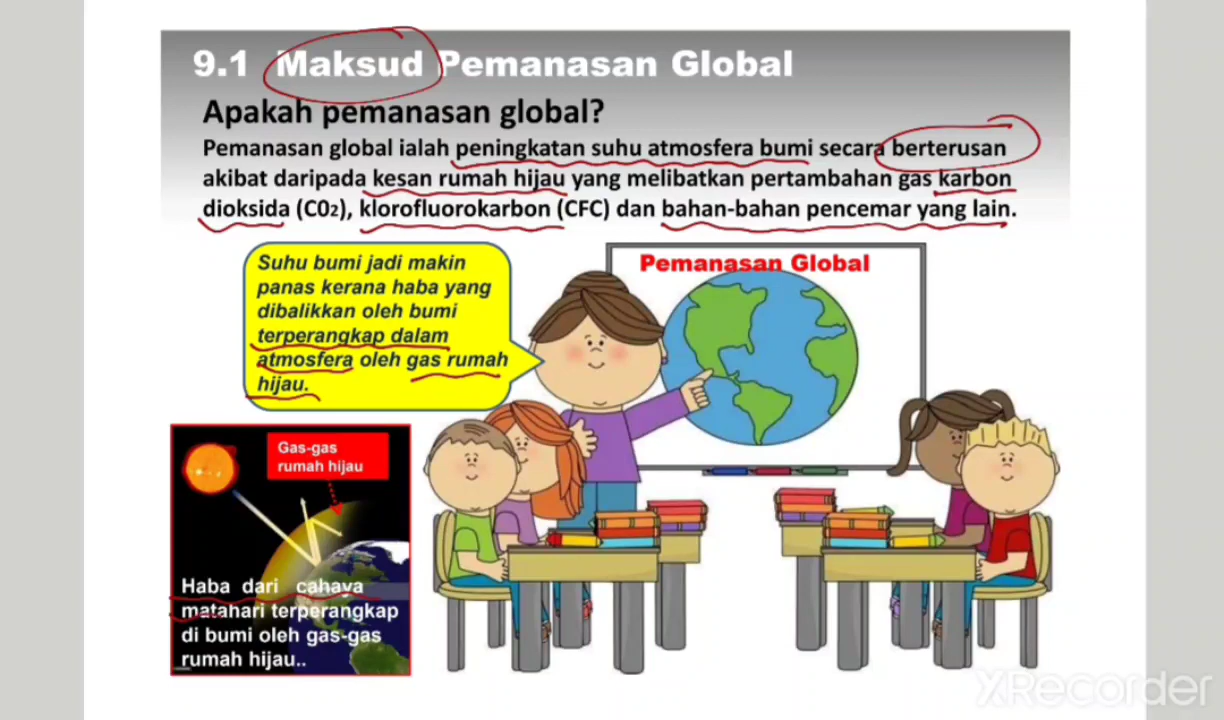 9.1 Maksud Pemanasan Global
Apakah pemanasan global?
Pemanasan global ialah peningkatan suhu atmosfera bumi secara berterusan
akibat daripada kesan rumah hijau yang melibatkan pertambahan gas karbon
dioksida (C02), klorofluorokarbon (CFC) dan bahan-bahan pencemar yang lain.
Suhu bumi jadi makin
panas kerana haba yang
dibalikkan oleh bumi
terperangkap dalam
atmosfera oleh gas rumah
hijau.
Pemanasan Global
Gas-gas
rumah hijau
Haba dari cahaya
matahari terperangkap
di bumi oleh gas-gas
rumah hijau..
XRecorder